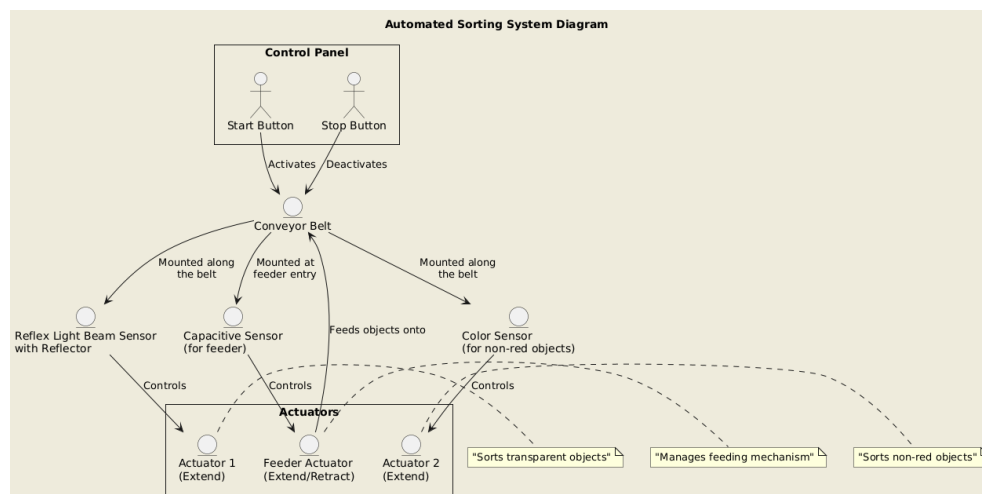 Automated Sorting System Diagram
Control Panel
Start Button
Stop Button
Activates
Deactivates
Conveyor Belt
Mounted along
the belt
Mounted at
feeder entry
Mounted along
the belt
Feeds objects onto
Reflex Light Beam Sensor
with Reflector
Capacitive Sensor
(for feeder)
Color Sensor
(for non-red objects)
Controls
Controls
Controls
Actuators
Actuator 1
(Extend)
Feeder Actuator
(Extend/Retract)
Actuator 2
(Extend)
"Sorts transparent objects"
"Manages feeding mechanism"
"Sorts non-red objects"